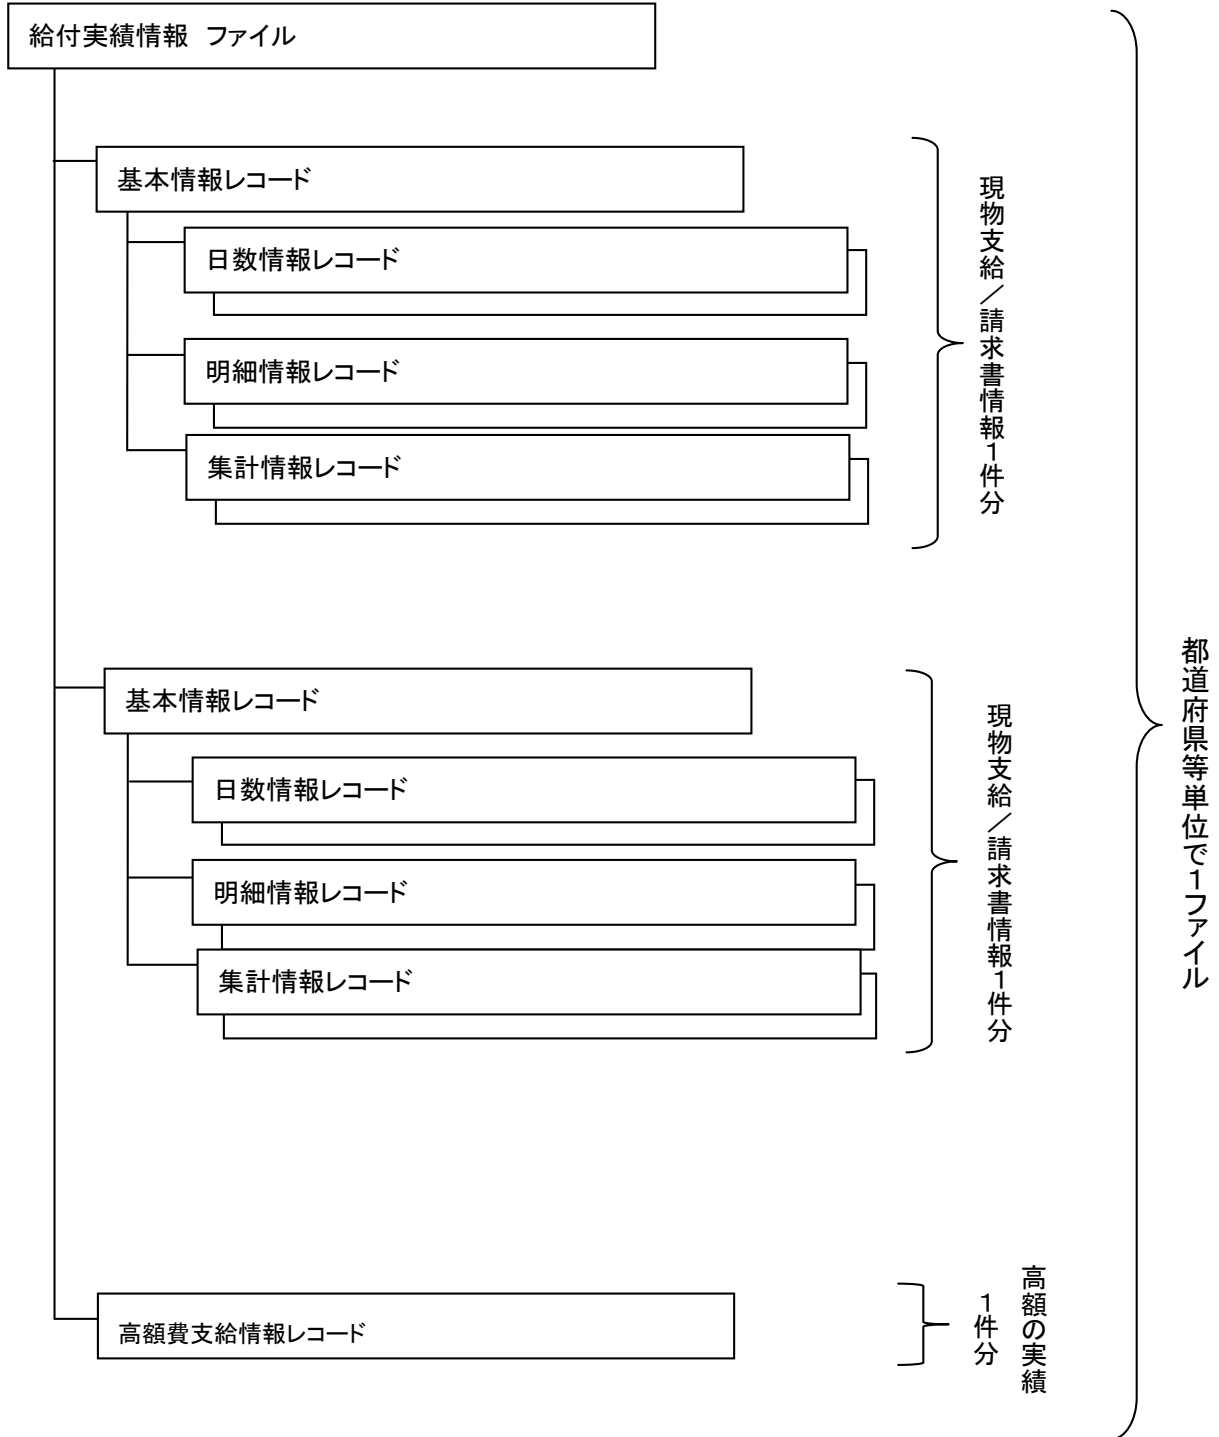 給付実績情報　ファイル
基本情報レコード
日数情報レコード
明細情報レコード
集計情報レコード
現物支給／請求書情報１件分
基本情報レコード
日数情報レコード
明細情報レコード
集計情報レコード
現物支給／請求書情報１件分
高額費支給情報レコード
高額の実績
１件分
都道府県等単位で１ファイル